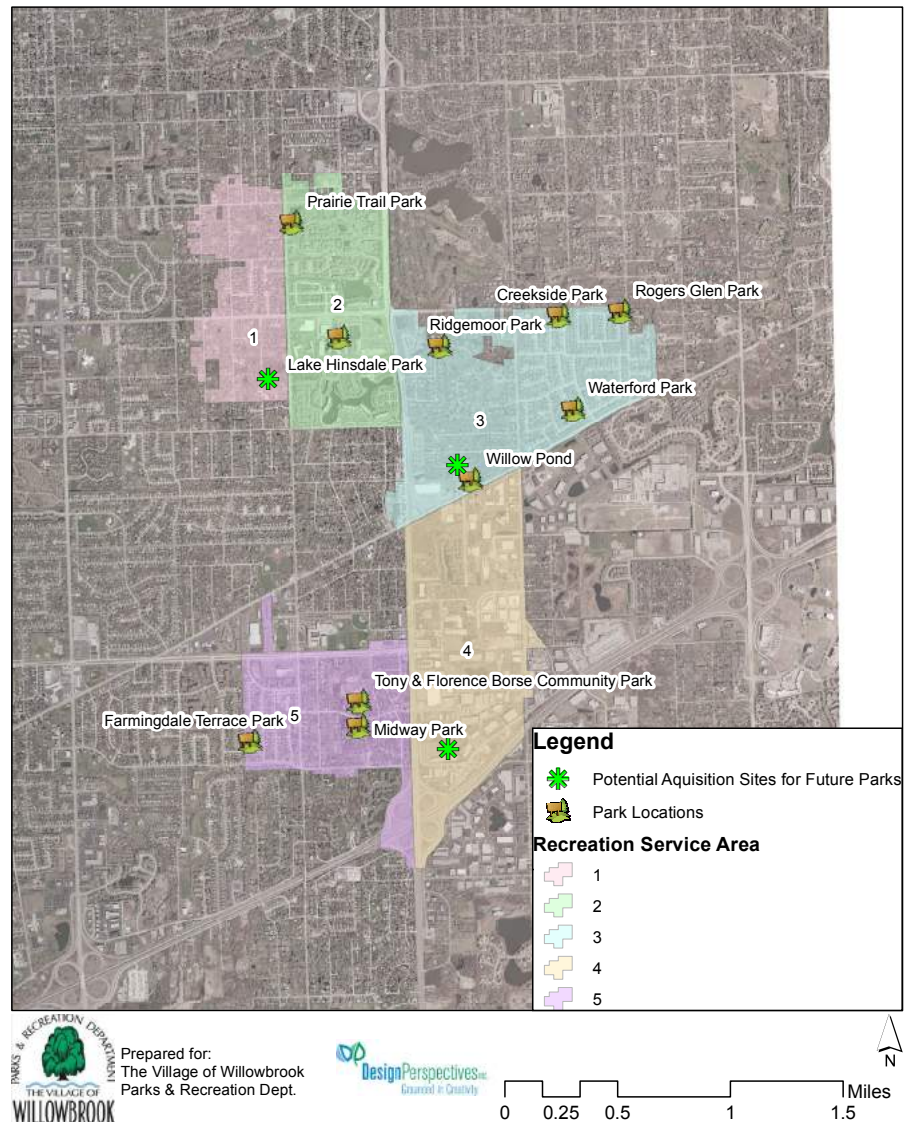 Prairie Trail Park
2
Creekside Park
Rogers Glen Park
Ridgemoor Park
1
Lake Hinsdale Park
Waterford Park
3
Willow Pond
4
Tony & Florence Borse Community Park
Farmingdale Terrace Park
5
Midway Park
Legend
Potential Aquisition Sites for Future Parks
Park Locations
Recreation Service Area
1
2
3
4
5
PARKS & RECREATION DEPARTMENT
THE VILLAGE OF
WILLOWBROOK
Prepared for:
The Village of Willowbrook
Parks & Recreation Dept.
DesignPerspectives INC.
Grounded in Creativity
N
Miles
0 0.25 0.5 1 1.5